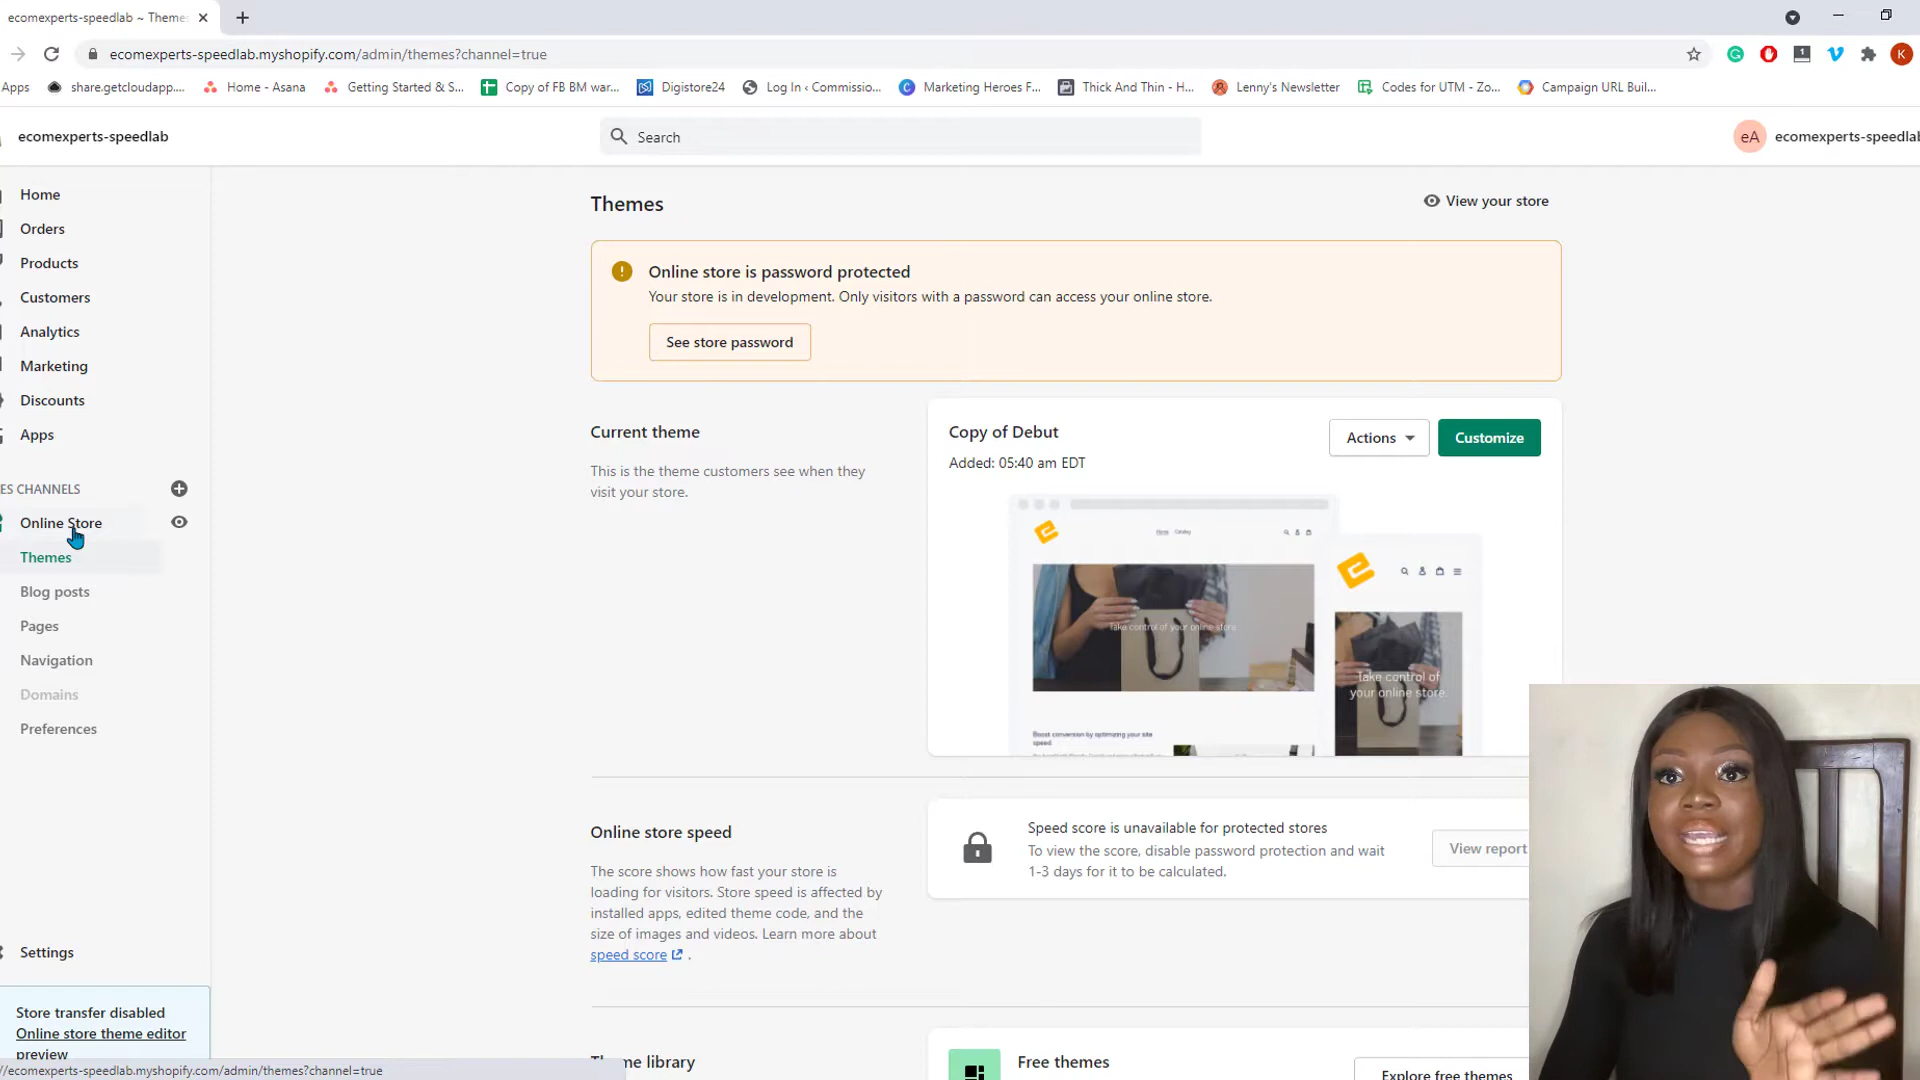 ecomexperts-speedlab ~ Themes
ecomexperts-speedlab.myshopify.com/admin/themes?channel=true
Apps share.getcloudapp.... Home - Asana Getting Started & S... Copy of FB BM war... Digistore24 Log In ‹ Commissio... Marketing Heroes F... Thick And Thin - H... Lenny's Newsletter Codes for UTM - Zo... Campaign URL Buil...
K
ecomexperts-speedlab
Search
eA
ecomexperts-speedlab
Home
Orders
Products
Customers
Analytics
Marketing
Discounts
Apps
ES CHANNELS
Online Store
Themes
Blog posts
Pages
Navigation
Domains
Preferences
Settings
Store transfer disabled
Online store theme editor
preview
//ecomexperts-speedlab.myshopify.com/admin/themes?channel=true
Themes
View your store
Online store is password protected
Your store is in development. Only visitors with a password can access your online store.
See store password
Current theme
This is the theme customers see when they
visit your store.
Copy of Debut
Added: 05:40 am EDT
Actions
Customize
Home Catalog
Take control of your online store.
Take control of
your online store.
Boost conversion by optimizing your site
speed
Online store speed
The score shows how fast your store is
loading for visitors. Store speed is affected by
installed apps, edited theme code, and the
size of images and videos. Learn more about
speed score .
Speed score is unavailable for protected stores
To view the score, disable password protection and wait
1-3 days for it to be calculated.
View report
Theme library
Free themes
Explore free themes